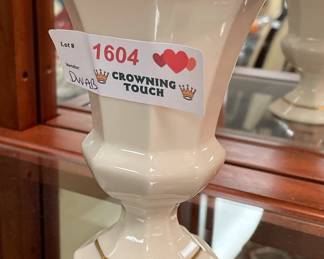 Lot #
1604
DWAB
CROWNING
TOUCH